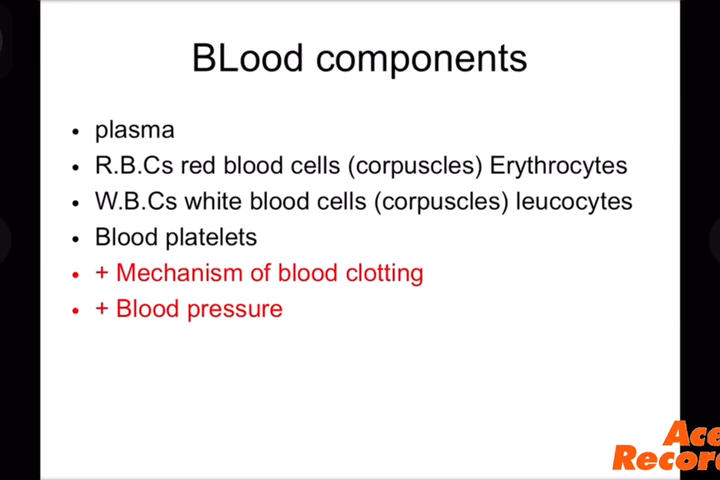 BLood components
• plasma
• R.B.Cs red blood cells (corpuscles) Erythrocytes
• W.B.Cs white blood cells (corpuscles) leucocytes
• Blood platelets
• + Mechanism of blood clotting
• + Blood pressure
Ace
Record